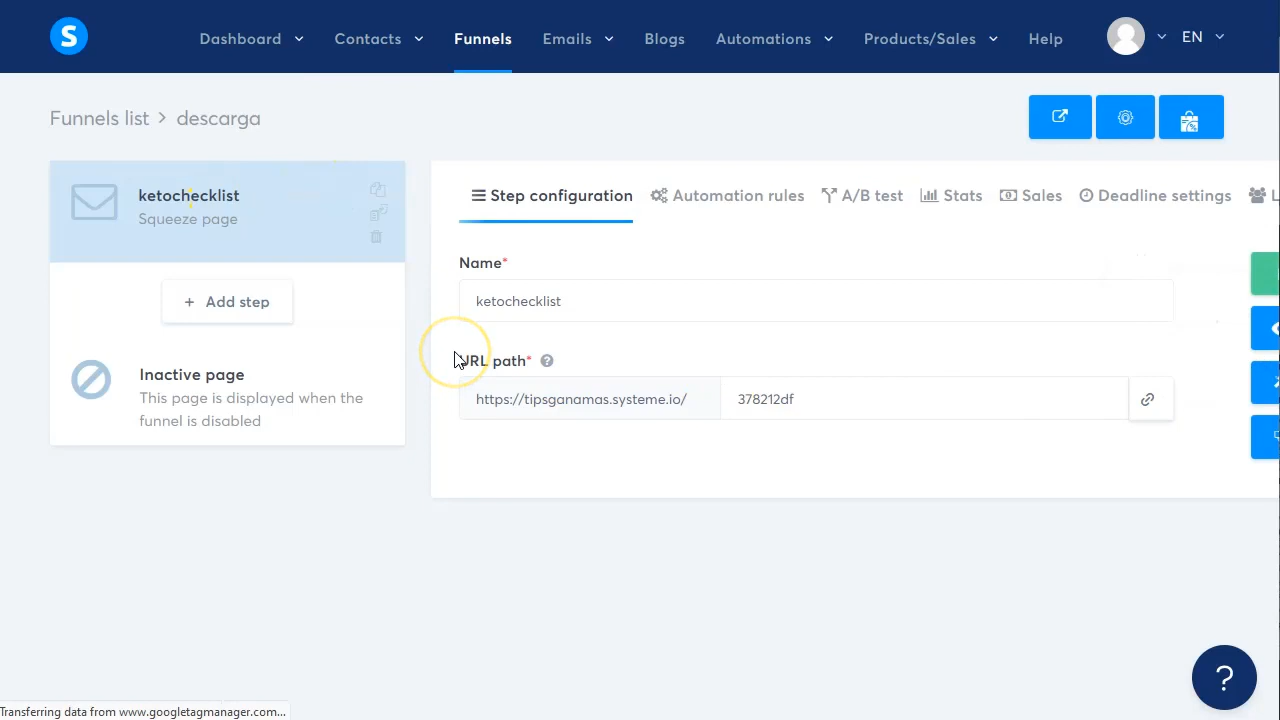 S
Dashboard Contacts Funnels Emails Blogs Automations Products/Sales Help EN
Funnels list > descarga
ketochecklist
Squeeze page
+ Add step
Inactive page
This page is displayed when the
funnel is disabled
Step configuration Automation rules A/B test Stats Sales Deadline settings L
Name*
ketochecklist
URL path* ?
https://tipsganamas.systeme.io/ 378212df
?
Transferring data from www.googletagmanager.com...